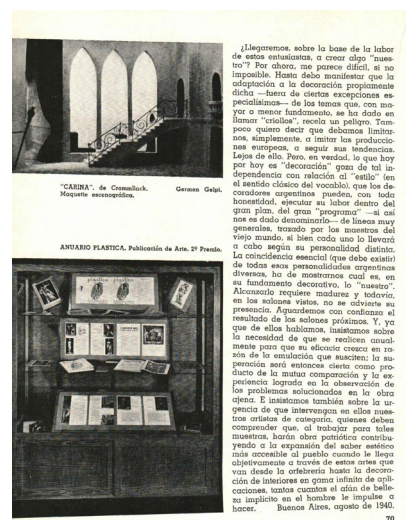 "CARINA", de Crommllack. German Gelpi.
Maquette escenográfica.
ANUARIO PLASTICA. Publicación de Arte. 2º Premio.
¿Llegaremos, sobre la base de la labor
de estos entusiastas, a crear algo "nues-
tro"? Por ahora, me parece difícil, si no
imposible. Hasta debo manifestar que la
adaptación a la decoración propiamente
dicha —fuera de ciertas excepciones es-
pecialísimas— de los temas que, con ma-
yor o menor fundamento, se ha dado en
llamar "criollos", recela un peligro. Tam-
poco quiero decir que debamos limitar-
nos, simplemente, a imitar las produccio-
nes europeas, a seguir sus tendencias.
Lejos de ello. Pero, en verdad, lo que hoy
por hoy es "decoración" goza de tal in-
dependencia con relación al "estilo" (en
el sentido clásico del vocablo), que los de-
coradores argentinos pueden, con toda
honestidad, ejecutar su labor dentro del
gran plan, del gran "programa" —si así
nos es dado denominarlo— de líneas muy
generales, trazado por los maestros del
viejo mundo, si bien cada uno lo llevará
a cabo según su personalidad distinta.
La coincidencia esencial (que debe existir)
de todas esas personalidades argentinas
diversas, ha de mostrarnos cual es, en
su fundamento decorativo, lo "nuestro".
Alcanzarlo requiere madurez y todavía,
en los salones vistos, no se advierte su
presencia. Aguardemos con confianza el
resultado de los salones próximos. Y, ya
que de ellos hablamos, insistamos sobre
la necesidad de que se realicen anual-
mente para que su eficacia crezca en ra-
zón de la emulación que susciten; la su-
peración será entonces cierta como pro-
ducto de la mutua comparación y la ex-
periencia lograda en la observación de
los problemas solucionados en la obra
ajena. E insistamos también sobre la ur-
gencia de que intervengan en ellos nues-
tros artistas de categoría, quienes deben
comprender que, al trabajar para tales
muestras, harán obra patriótica contribu-
yendo a la expansión del saber estético
más accesible al pueblo cuando le llega
objetivamente a través de estas artes que
van desde la orfebrería hasta la decora-
ción de interiores en gama infinita de apli-
caciones, tantas cuantas el afán de belle-
za implícito en el hombre le impulse a
hacer. Buenos Aires, agosto de 1940.
70